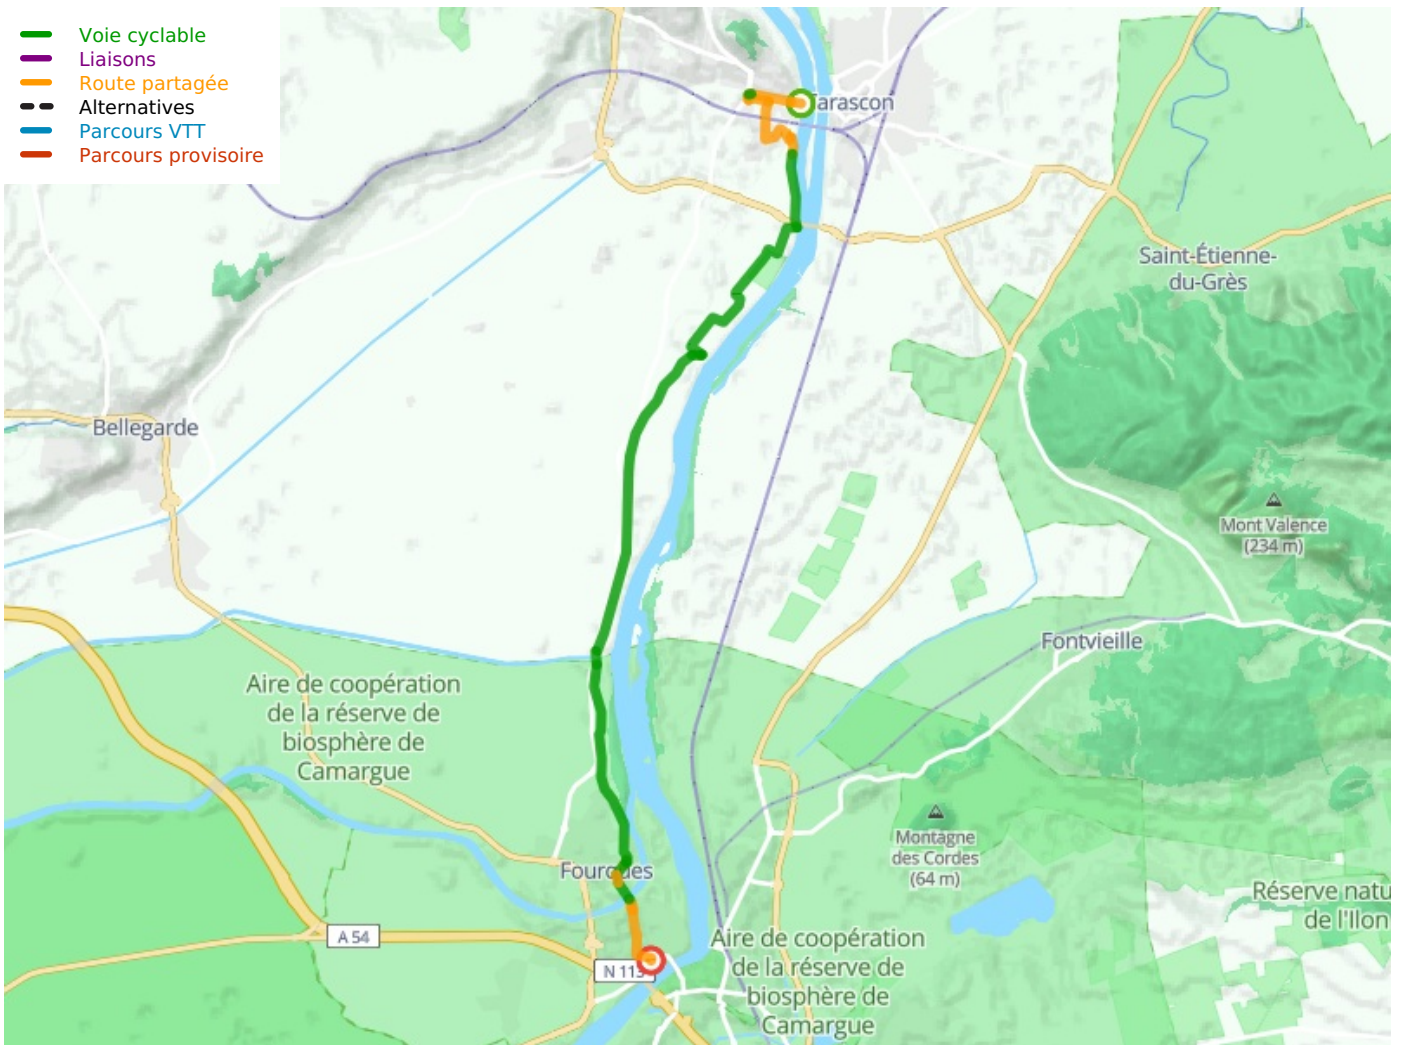 Voie cyclable
Liaisons
Route partagée
Alternatives
Parcours VTT
Parcours provisoire
Tarascon
Saint-Étienne-
du-Grès
Bellegarde
Mont Valence
(234 m)
Fontvieille
Aire de coopération
de la réserve de
biosphère de
Camargue
Montagne
des Cordes
(64 m)
Fourques
Réserve natu
de l'Ilon
A 54
Aire de coopération
de la réserve de
biosphère de
Camargue
N 113